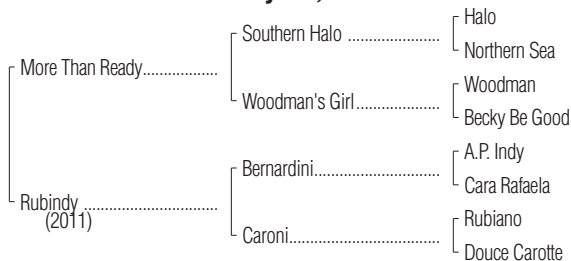 Southern Halo
Halo
Northern Sea
More Than Ready
Woodman's Girl
Woodman
Becky Be Good
Bernardini
A.P. Indy
Cara Rafaela
Rubindy
(2011)
Caroni
Rubiano
Douce Carotte